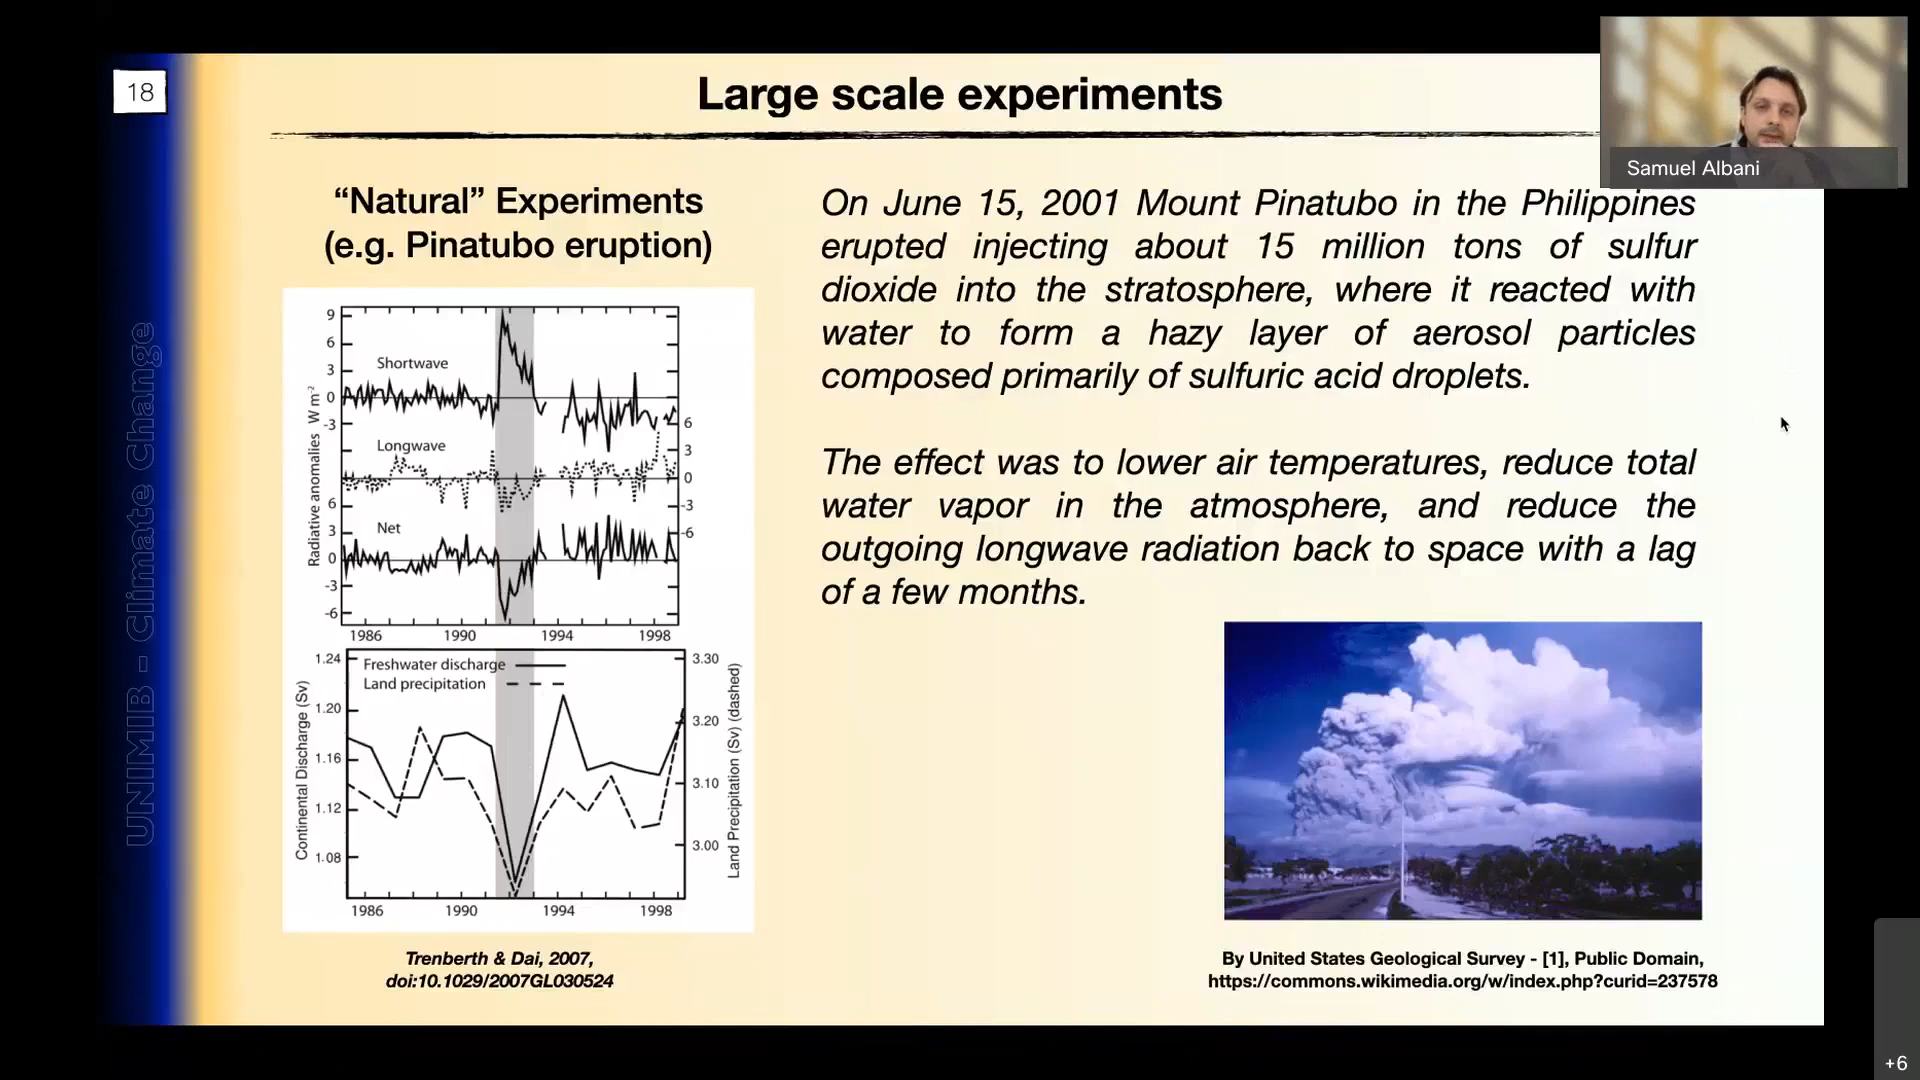 18
Large scale experiments
Samuel Albani
UNIMIB - Climate Change
“Natural” Experiments
(e.g. Pinatubo eruption)
9
6
3
0
-3
Shortwave
6
3
0
-3
-6
Longwave
6
3
0
-3
-6
Net
Radiative anomalies W m-2
1986 1990 1994 1998
1.24
1.20
1.16
1.12
1.08
Freshwater discharge
Land precipitation
3.30
3.20
3.10
3.00
Continental Discharge (Sv)
Land Precipitation (Sv) (dashed)
1986 1990 1994 1998
Trenberth & Dai, 2007,
doi:10.1029/2007GL030524
On June 15, 2001 Mount Pinatubo in the Philippines
erupted injecting about 15 million tons of sulfur
dioxide into the stratosphere, where it reacted with
water to form a hazy layer of aerosol particles
composed primarily of sulfuric acid droplets.
The effect was to lower air temperatures, reduce total
water vapor in the atmosphere, and reduce the
outgoing longwave radiation back to space with a lag
of a few months.
By United States Geological Survey - [1], Public Domain,
https://commons.wikimedia.org/w/index.php?curid=237578
+6